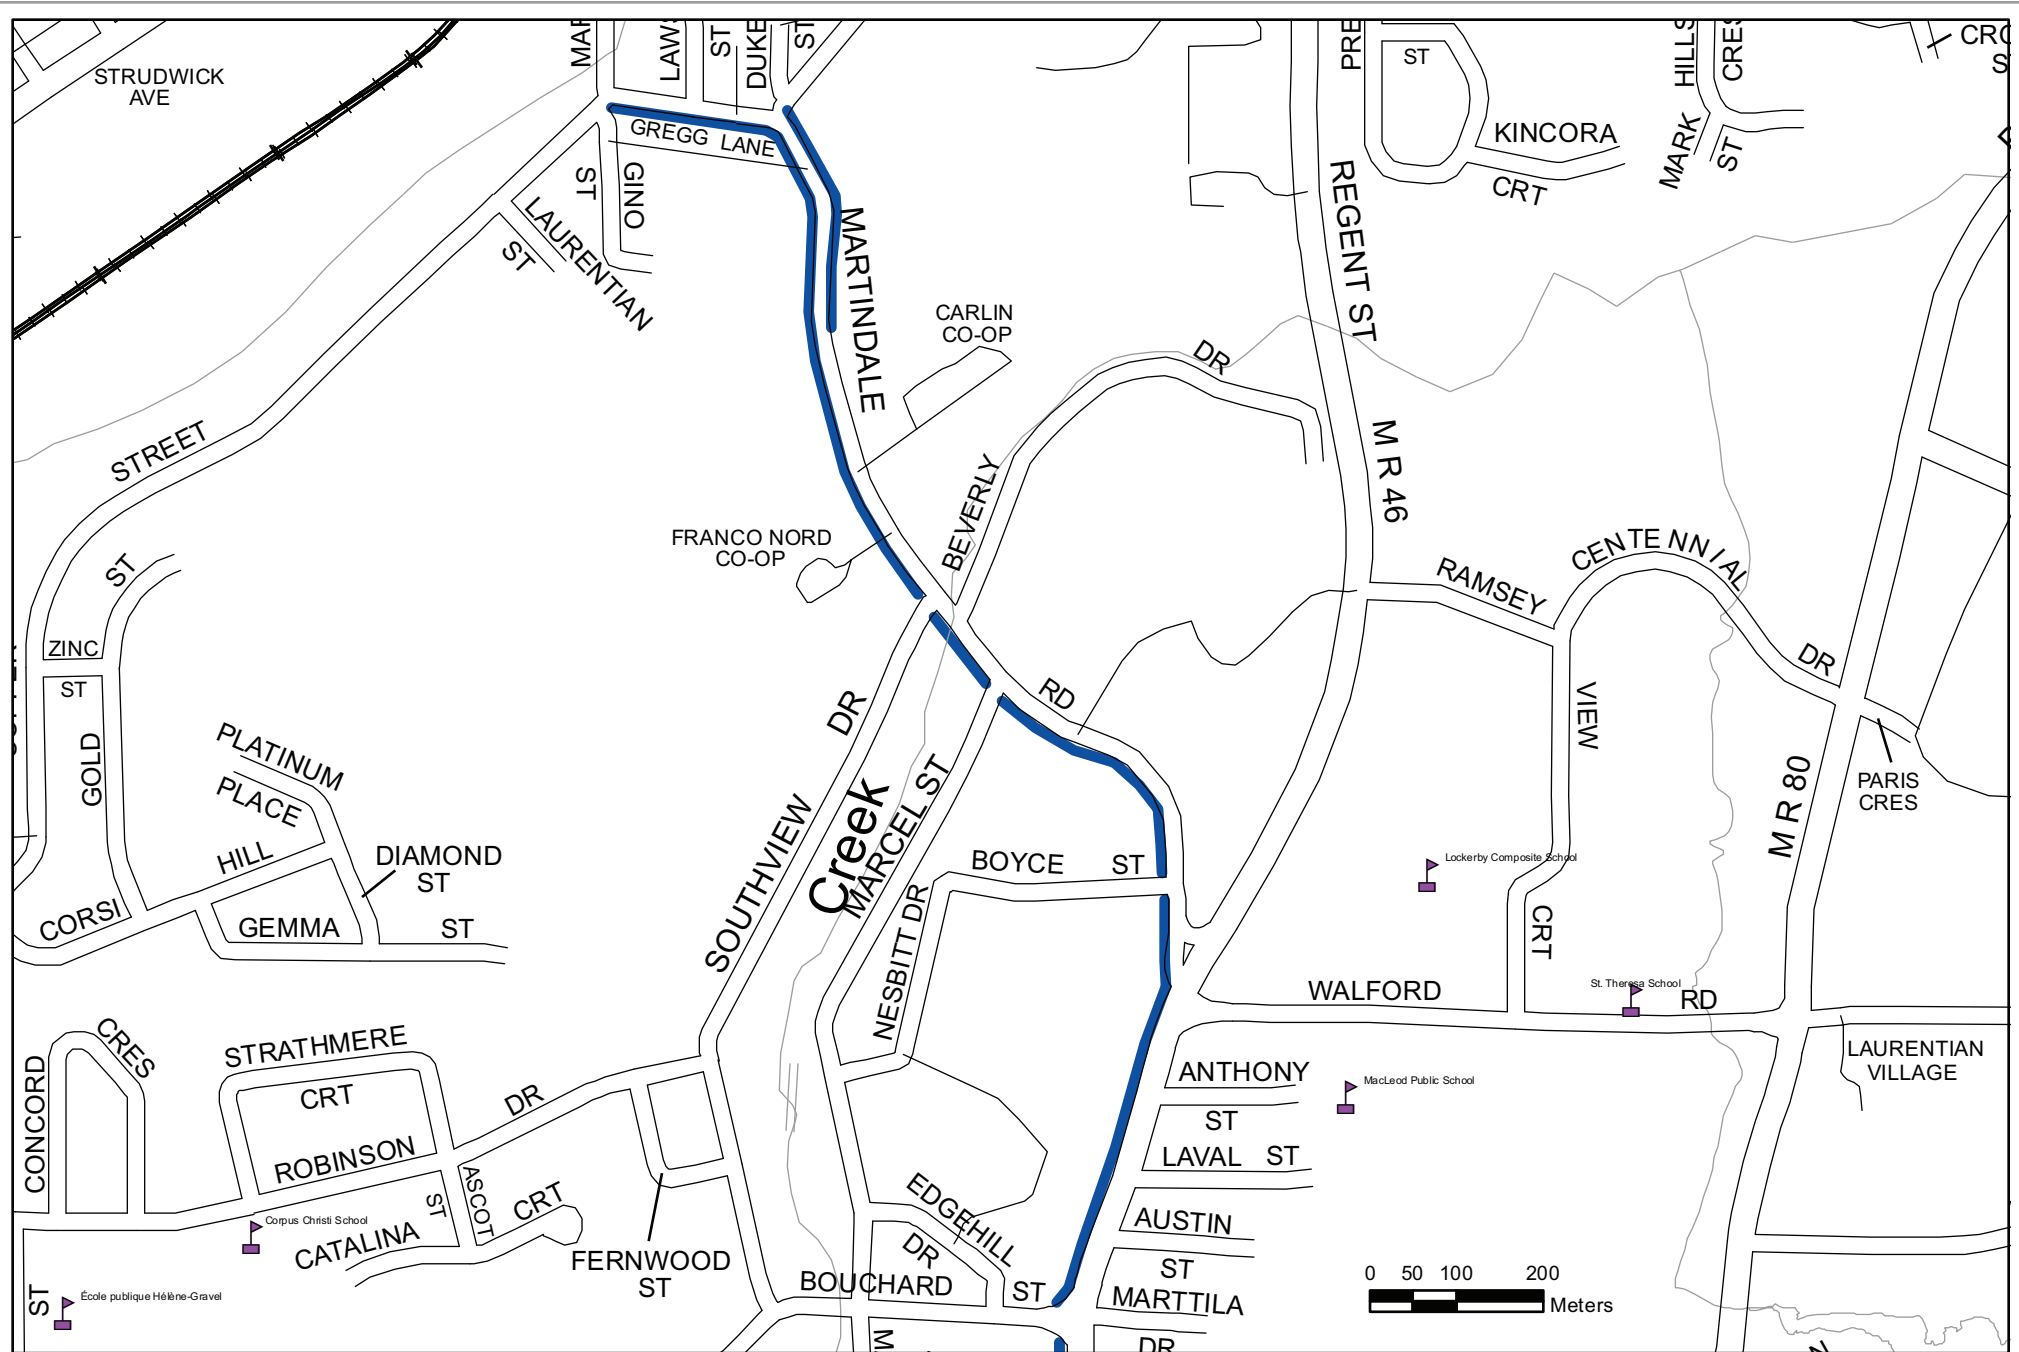 STRUDWICK
AVE
ST
DUKE
ST
ST
KINCORA
CRT
MARK
ST
GREGG LANE
GINO
ST
LAURENTIAN
ST
MARTINDALE
REGENT ST
CARLIN
CO-OP
DR
STREET
M R 46
BEVERLY
FRANCO NORD
CO-OP
CENTENNIAL
RAMSEY
ST
ZINC
ST
DR
RD
DR
VIEW
GOLD
PLATINUM
PLACE
M R 80
PARIS
CRES
SOUTHVIEW
Creek
MARCEL ST
HILL
DIAMOND
ST
BOYCE ST
Lockerby Composite School
CORSI
GEMMA ST
NESBITT DR
CRT
WALFORD
St. Theresa School
RD
CRES
STRATHMERE
CRT
CONCORD
DR
ANTHONY
ST
MacLeod Public School
LAURENTIAN
VILLAGE
ROBINSON
LAVAL ST
ASCOT
ST
CRT
EDGEHILL
DR
AUSTIN
ST
Corpus Christi School
CATALINA
FERNWOOD
ST
BOUCHARD ST
MARTTILA
DR
ST
École publique Hélène-Gravel
0 50 100 200
Meters